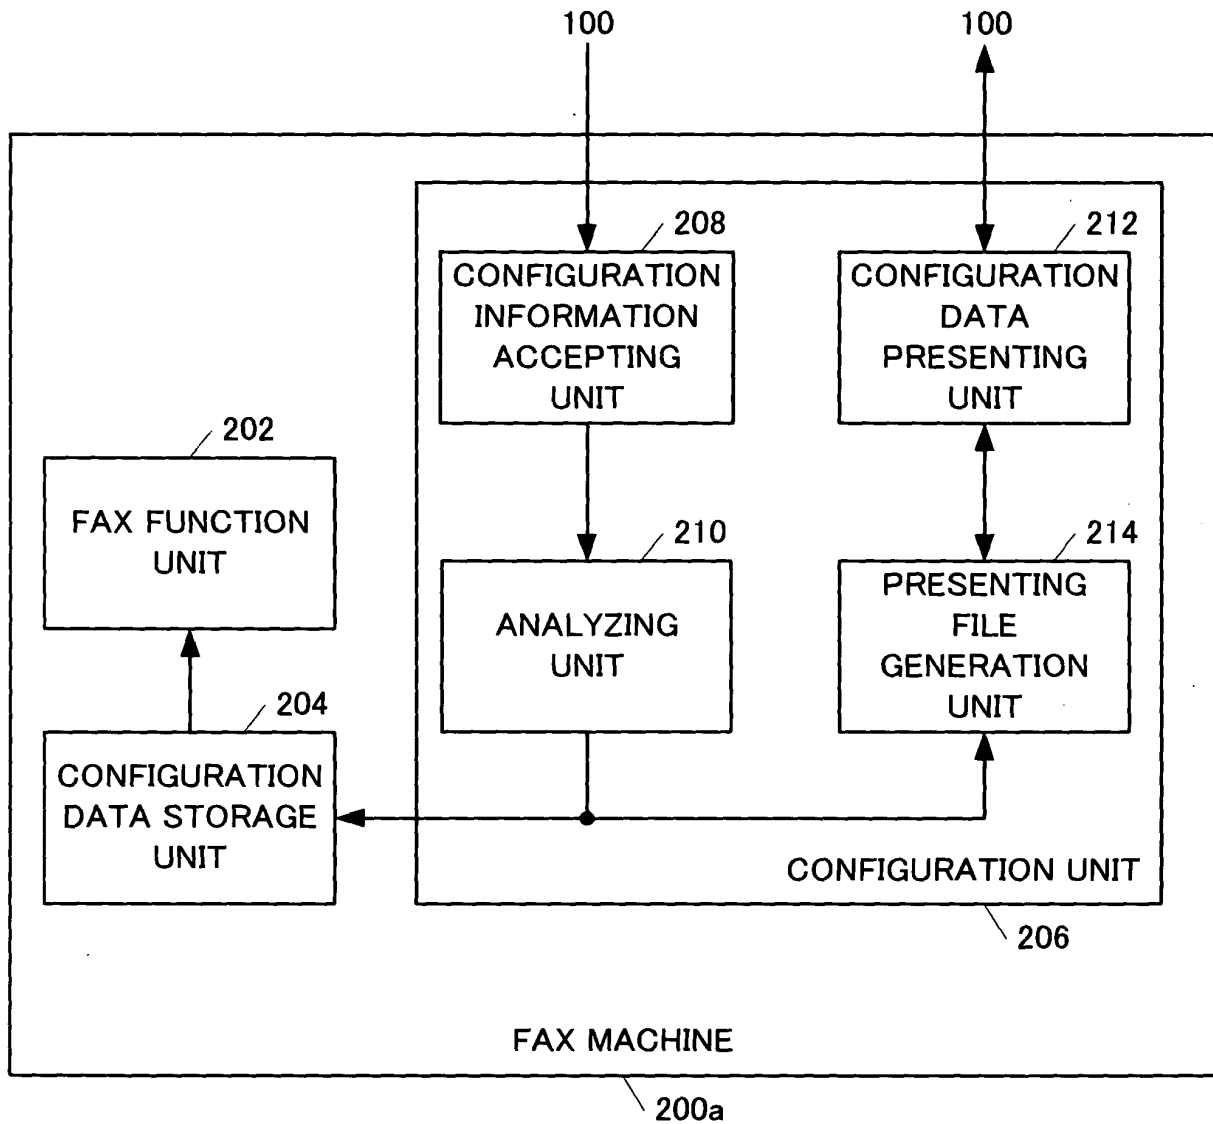 100
100
208
CONFIGURATION
INFORMATION
ACCEPTING
UNIT
212
CONFIGURATION
DATA
PRESENTING
UNIT
202
FAX FUNCTION
UNIT
210
ANALYZING
UNIT
214
PRESENTING
FILE
GENERATION
UNIT
204
CONFIGURATION
DATA STORAGE
UNIT
CONFIGURATION UNIT
206
FAX MACHINE
200a